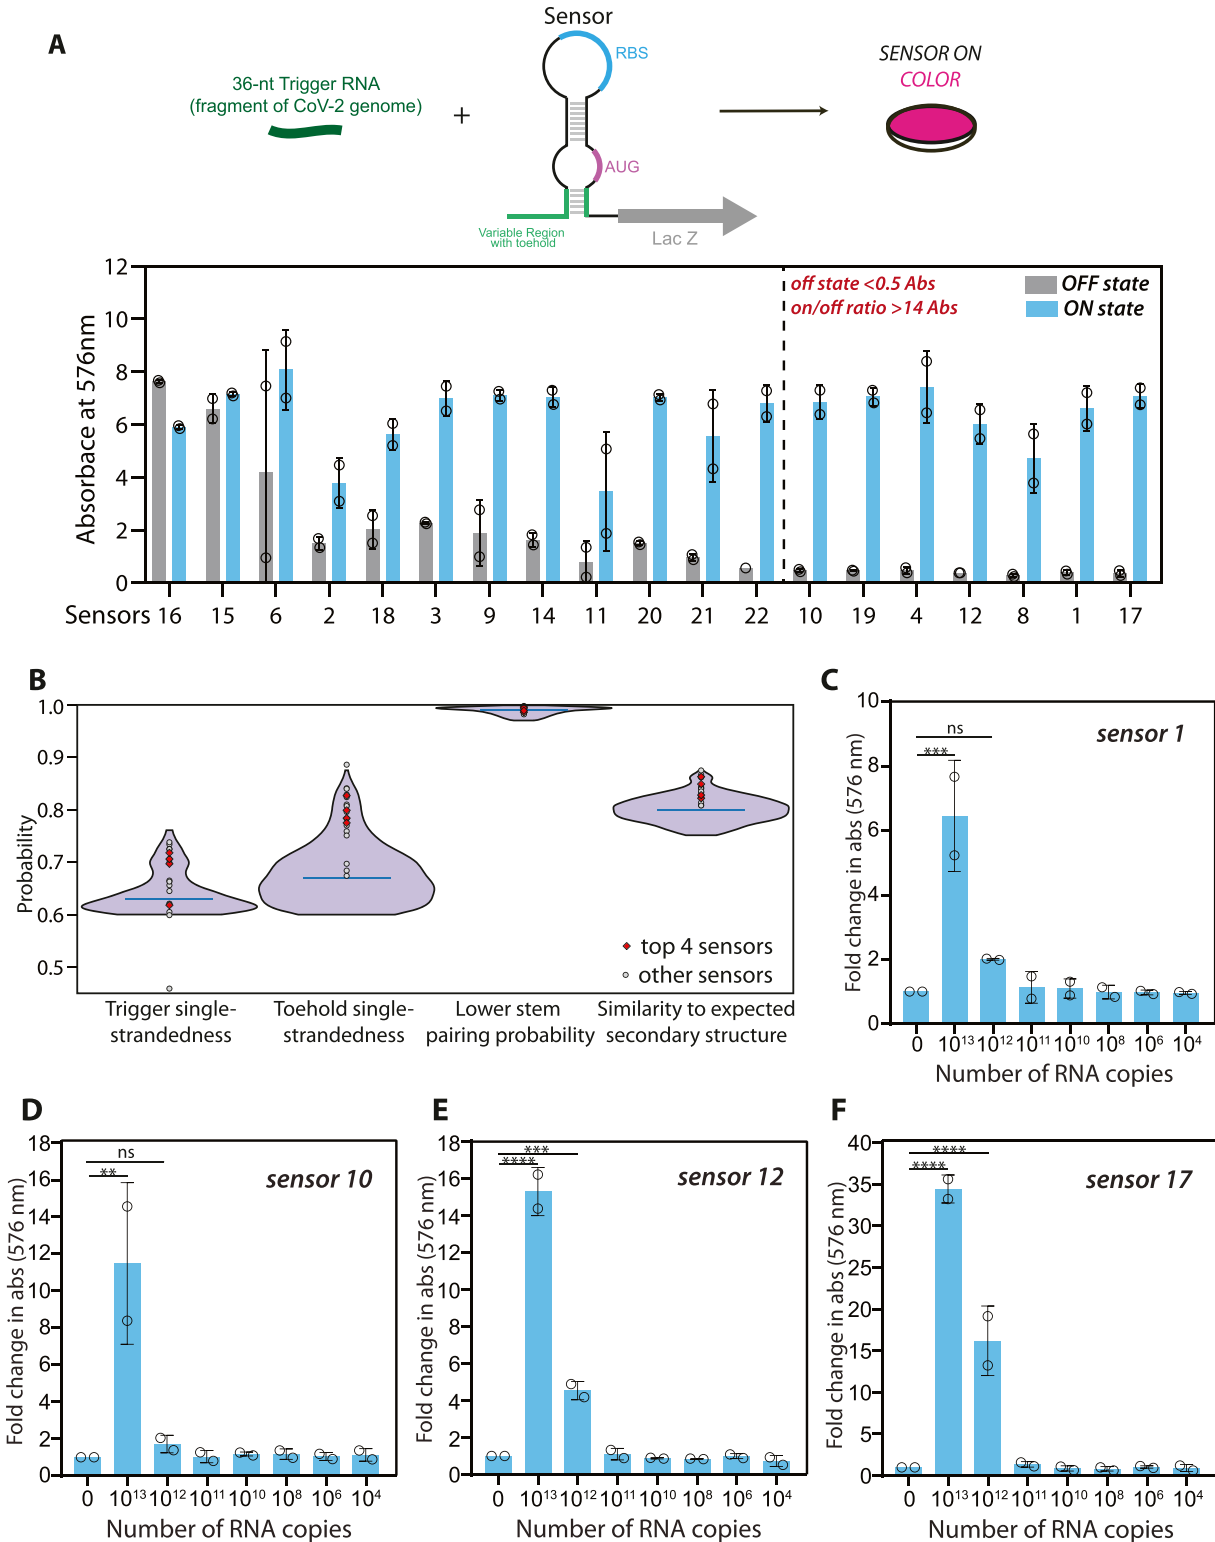 A
Sensor
RBS
36-nt Trigger RNA
(fragment of CoV-2 genome)
+
AUG
Variable Region
with toehold
Lac Z
SENSOR ON
COLOR
off state <0.5 Abs
on/off ratio >14 Abs
OFF state
ON state
Absorbace at 576nm
12
10
8
6
4
2
0
Sensors 16 15 6 2 18 3 9 14 11 20 21 22 10 19 4 12 8 1 17
B
Probability
1.0
0.9
0.8
0.7
0.6
0.5
top 4 sensors
other sensors
Trigger single-
strandedness
Toehold single-
strandedness
Lower stem
pairing probability
Similarity to expected
secondary structure
C
sensor 1
ns
***
Fold change in abs (576 nm)
10
8
6
4
2
0
0 10¹³ 10¹² 10¹¹ 10¹⁰ 10⁸ 10⁶ 10⁴
Number of RNA copies
D
sensor 10
ns
**
Fold change in abs (576 nm)
18
16
14
12
10
8
6
4
2
0
0 10¹³ 10¹² 10¹¹ 10¹⁰ 10⁸ 10⁶ 10⁴
Number of RNA copies
E
sensor 12
***
****
Fold change in abs (576 nm)
18
16
14
12
10
8
6
4
2
0
0 10¹³ 10¹² 10¹¹ 10¹⁰ 10⁸ 10⁶ 10⁴
Number of RNA copies
F
sensor 17
****
****
Fold change in abs (576 nm)
40
35
30
25
20
15
10
5
0
0 10¹³ 10¹² 10¹¹ 10¹⁰ 10⁸ 10⁶ 10⁴
Number of RNA copies